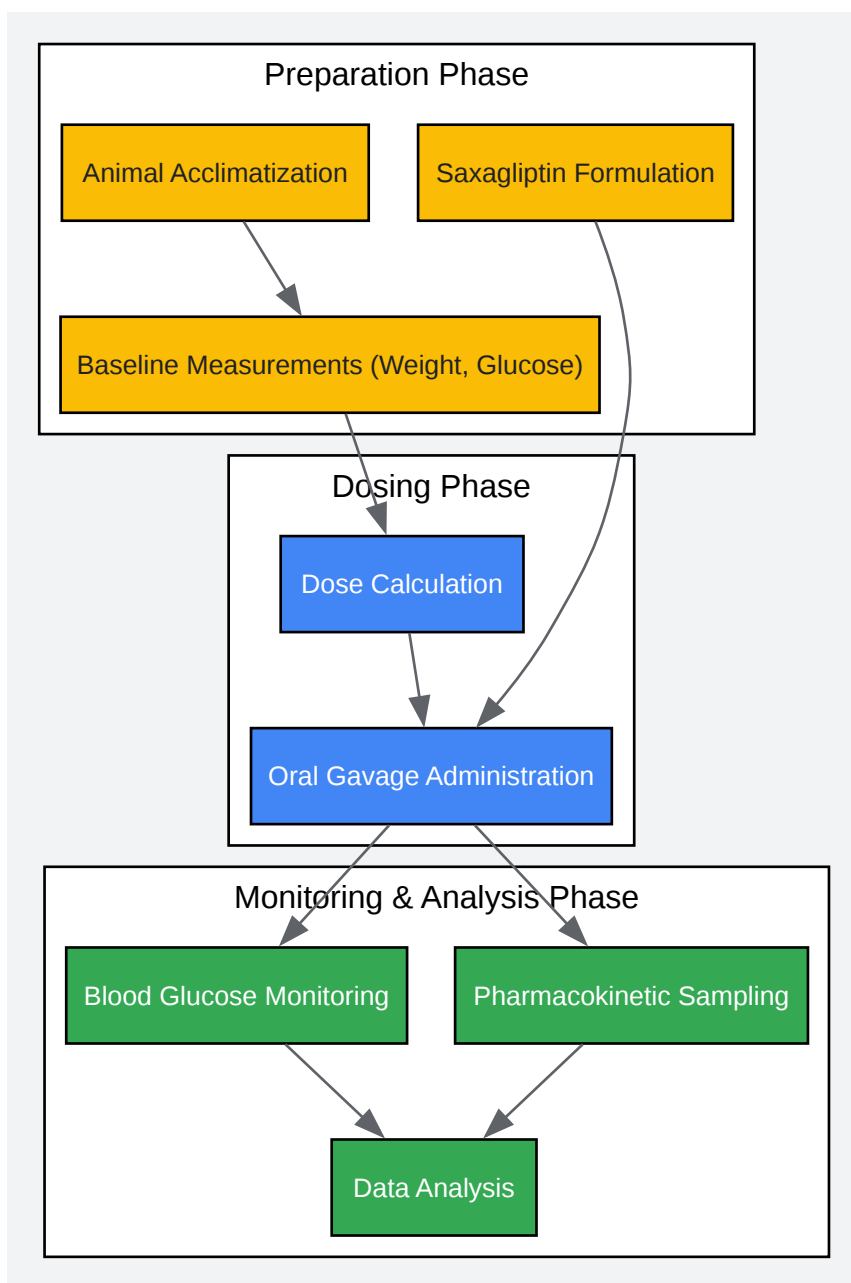 Preparation Phase
Animal Acclimatization
Saxagliptin Formulation
Baseline Measurements (Weight, Glucose)
Dosing Phase
Dose Calculation
Oral Gavage Administration
Monitoring & Analysis Phase
Blood Glucose Monitoring
Pharmacokinetic Sampling
Data Analysis